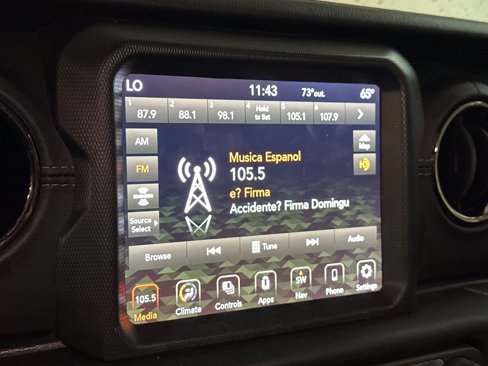 LO 11:43 73°out. 65°
1 2 3 4 5 6
87.9 88.1 98.1 Hold to Set 105.1 107.9
AM
Map
FM
Musica Espanol
105.5
e? Firma
Accidente? Firma Domingu
Source
Select
Browse Tune Audio
105.5 SW
Media Climate Controls Apps Nav Phone Settings